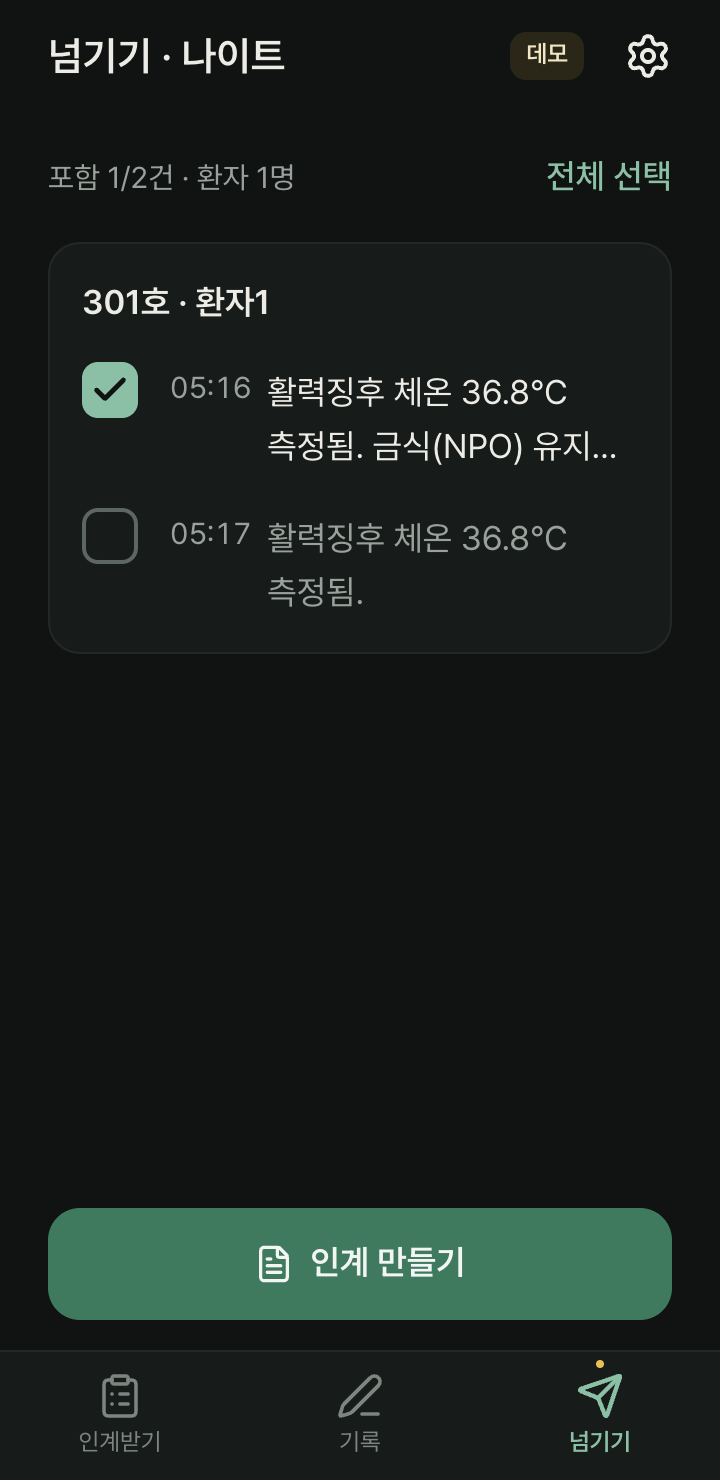 넘기기 · 나이트
데모
포함 1/2건 · 환자 1명
전체 선택
301호 · 환자1
05:16 활력징후 체온 36.8°C
측정됨. 금식(NPO) 유지...
05:17 활력징후 체온 36.8°C
측정됨.
인계 만들기
인계받기
기록
넘기기